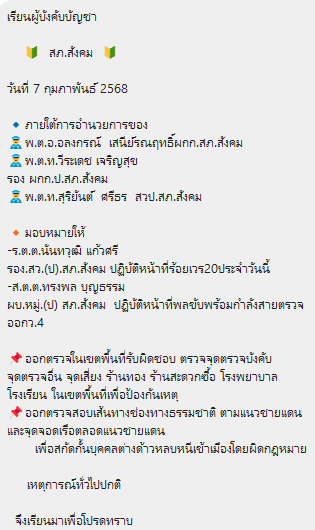 เรียนผู้บังคับบัญชา
🔰 สภ.สังคม 🔰
วันที่ 7 กุมภาพันธ์ 2568
🔹ภายใต้การอำนวยการของ
👮พ.ต.อ.อลงกรณ์ เสนีย์รณฤทธิ์ผกก.สภ.สังคม
👮พ.ต.ท.วีระเดช เจริญสุข
รอง ผกก.ป.สภ.สังคม
👮พ.ต.ท.สุริยันต์ ศรีธร สวป.สภ.สังคม
🔸มอบหมายให้
-ร.ต.ต.นันทวุฒิ แก้วศรี
รอง.สว.(ป).สภ.สังคม ปฏิบัติหน้าที่ร้อยเวร20ประจำวันนี้
-ส.ต.ต.ทรงพล บุญธรรม
ผบ.หมู่.(ป) สภ.สังคม ปฏิบัติหน้าที่พลขับพร้อมกำลังสายตรวจ
ออกว.4
📌ออกตรวจในเขตพื้นที่รับผิดชอบ ตรวจจุดตรวจบังคับ
จุดตรวจอื่น จุดเสี่ยง ร้านทอง ร้านสะดวกซื้อ โรงพยาบาล
โรงเรียน ในเขตพื้นที่เพื่อป้องกันเหตุ
📌ออกตรวจสอบเส้นทางช่องทางธรรมชาติ ตามแนวชายแดน
และจุดจอดเรือตลอดแนวชายแดน
เพื่อสกัดกั้นบุคคลต่างด้าวหลบหนีเข้าเมืองโดยผิดกฎหมาย
เหตุการณ์ทั่วไปปกติ
จึงเรียนมาเพื่อโปรดทราบ